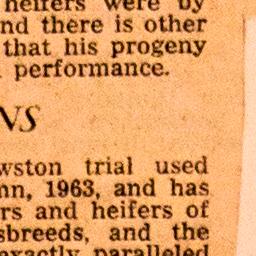 heifers were by
nd there is other
that his progeny
performance.
NS
wston trial used
nn, 1963, and has
rs and heifers of
sbreeds, and the
exactly paralleled